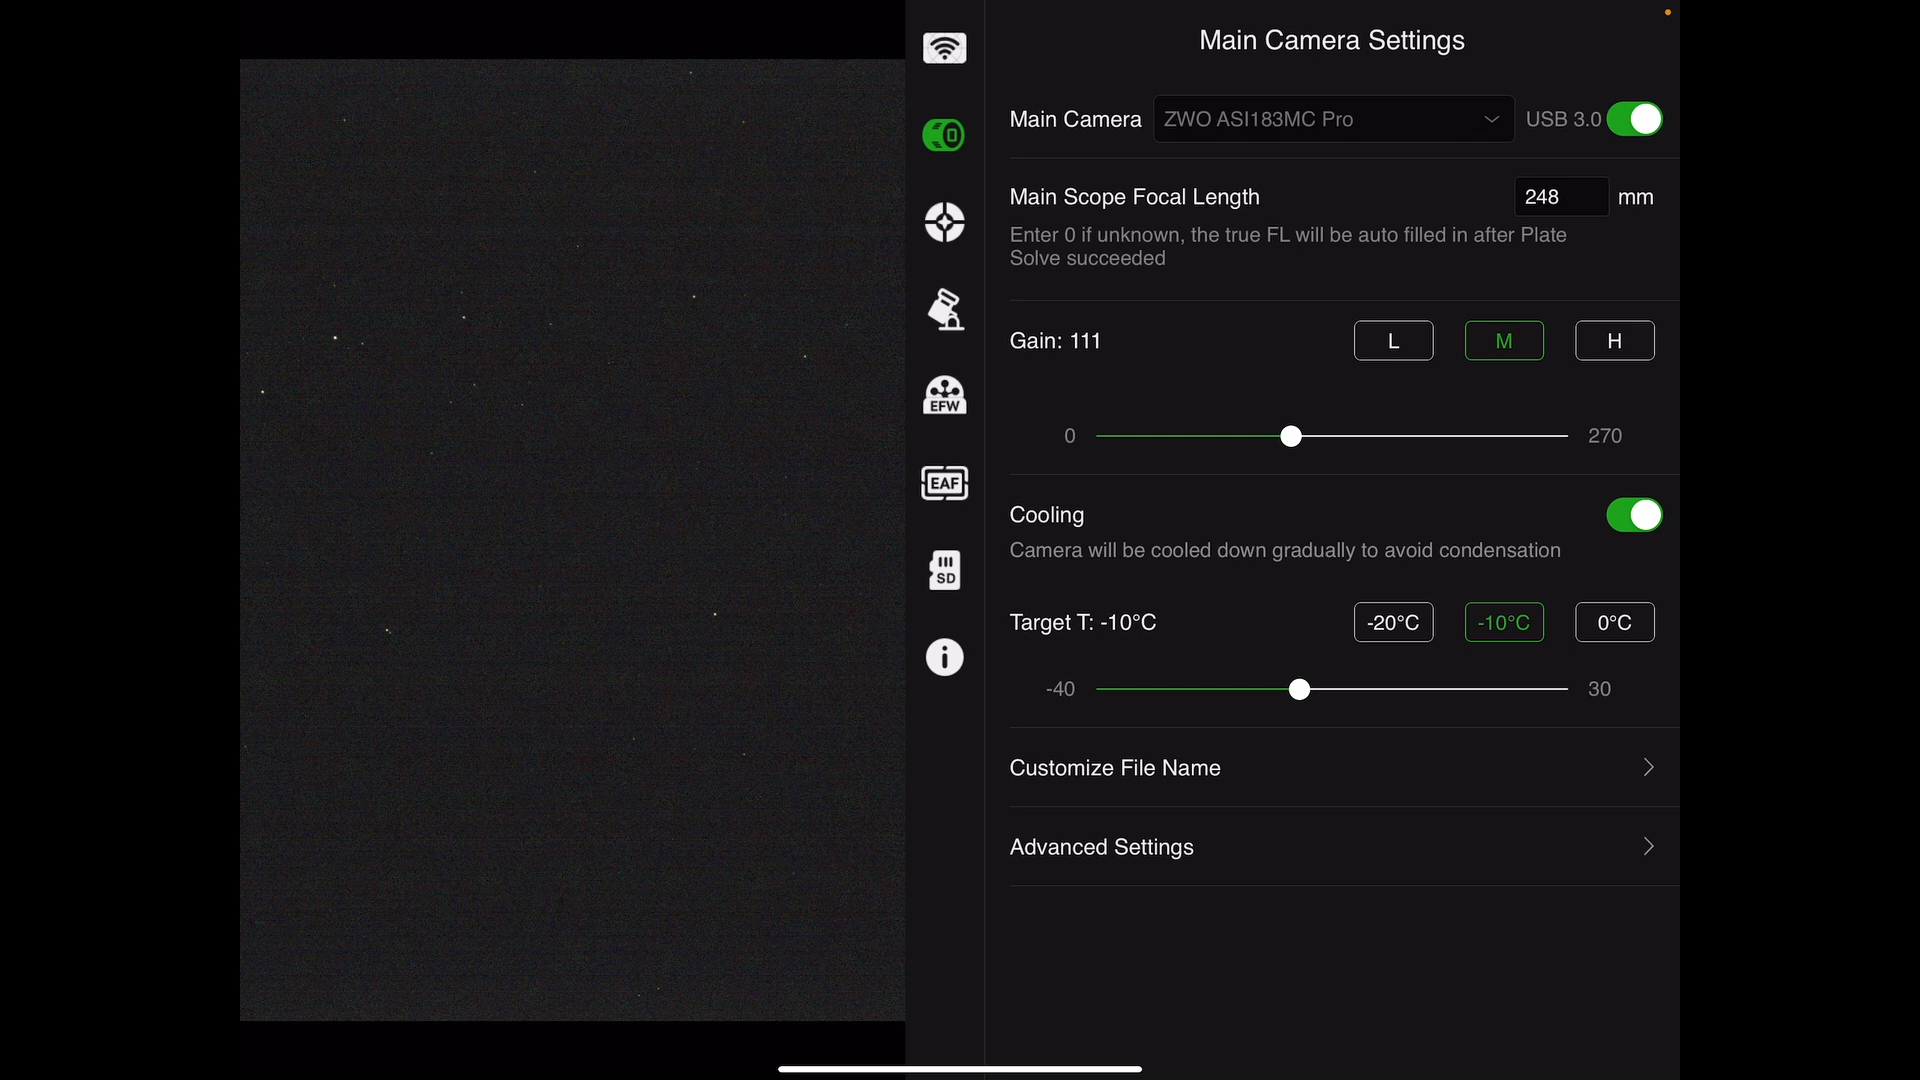 Main Camera Settings
Main Camera ZWO ASI183MC Pro USB 3.0
Main Scope Focal Length 248 mm
Enter 0 if unknown, the true FL will be auto filled in after Plate
Solve succeeded
Gain: 111 L M H
0 270
EFW
EAF
Cooling
Camera will be cooled down gradually to avoid condensation
SD
Target T: -10°C -20°C -10°C 0°C
-40 30
Customize File Name
Advanced Settings